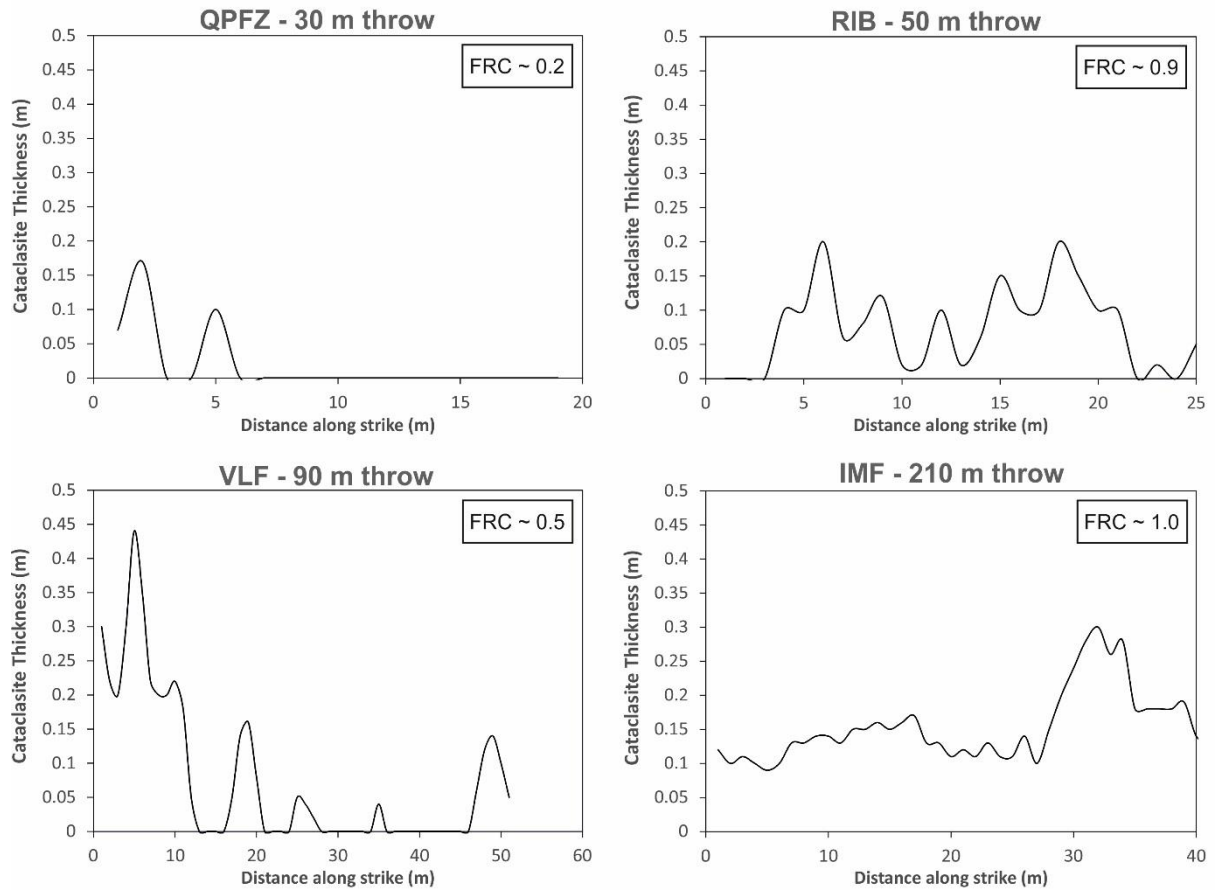 QPFZ - 30 m throw
FRC ~ 0.2
Cataclasite Thickness (m)
0.5
0.45
0.4
0.35
0.3
0.25
0.2
0.15
0.1
0.05
0
0 5 10 15 20
Distance along strike (m)
RIB - 50 m throw
FRC ~ 0.9
Cataclasite Thickness (m)
0.5
0.45
0.4
0.35
0.3
0.25
0.2
0.15
0.1
0.05
0
0 5 10 15 20 25
Distance along strike (m)
VLF - 90 m throw
FRC ~ 0.5
Cataclasite Thickness (m)
0.5
0.45
0.4
0.35
0.3
0.25
0.2
0.15
0.1
0.05
0
0 10 20 30 40 50 60
Distance along strike (m)
IMF - 210 m throw
FRC ~ 1.0
Cataclasite Thickness (m)
0.5
0.45
0.4
0.35
0.3
0.25
0.2
0.15
0.1
0.05
0
0 10 20 30 40
Distance along strike (m)